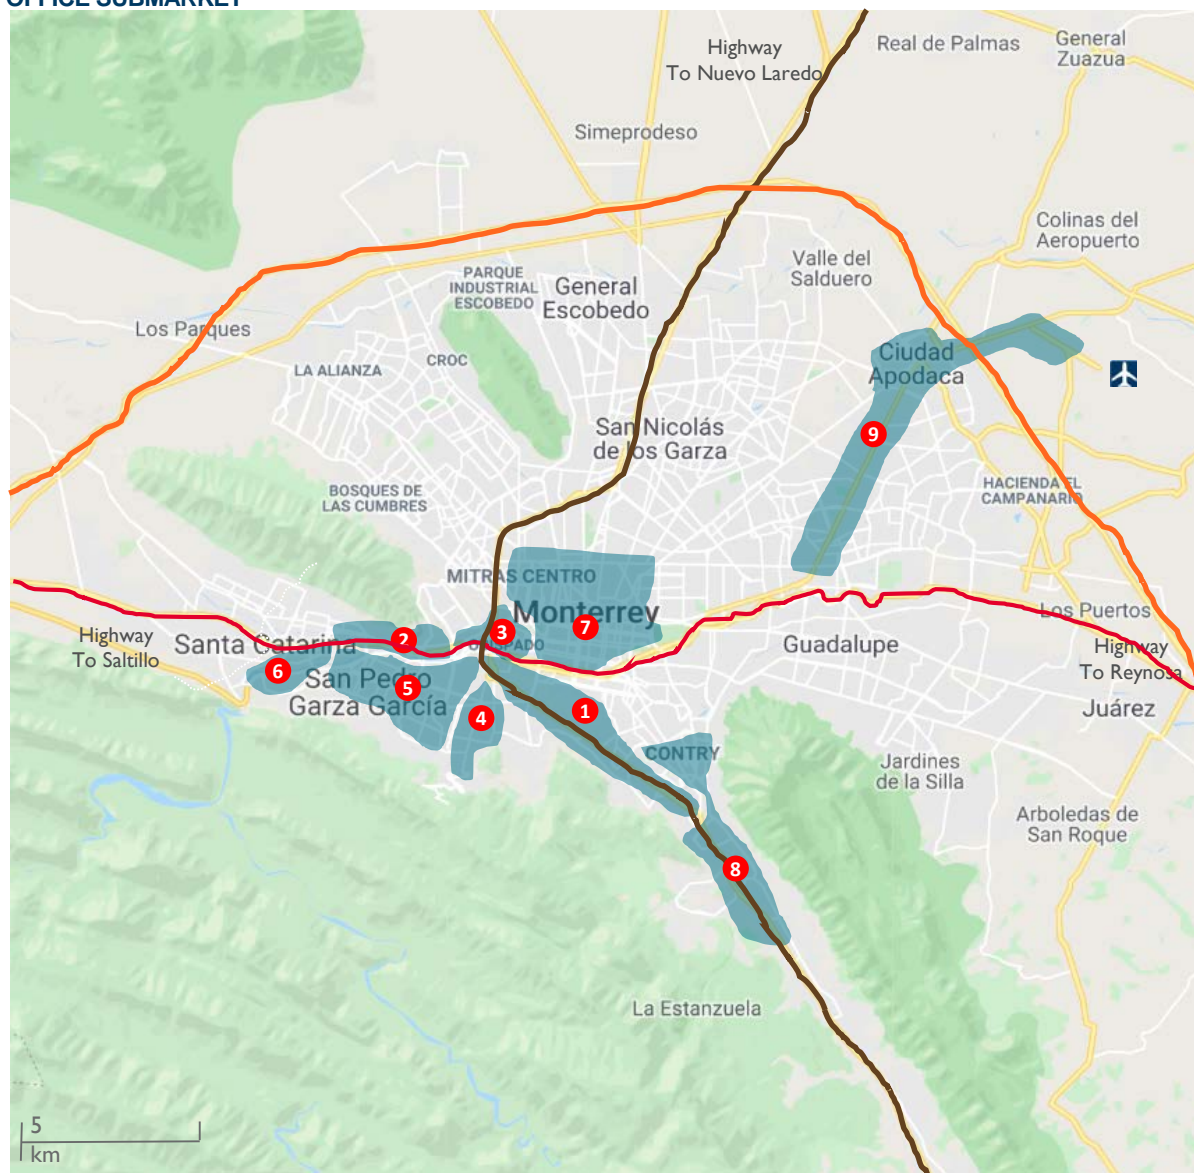 OFFICE SUBMARKET
Highway
To Nuevo Laredo
Real de Palmas
General
Zuazua
Simeprodeso
Colinas del
Aeropuerto
Valle del
Salduero
PARQUE
INDUSTRIAL
ESCOBEDO
General
Escobedo
Los Parques
CROC
LA ALIANZA
Ciudad
Apodaca
San Nicolás
de los Garza
9
HACIENDA EL
CAMPANARIO
BOSQUES DE
LAS CUMBRES
MITRAS CENTRO
Monterrey
7
3
2
Los Puertos
Highway
To Saltillo
Santa Catarina
Guadalupe
Highway
To Reynosa
6
San Pedro
Garza García
5
4
1
Juárez
CONTRY
Jardines
de la Silla
Arboledas de
San Roque
8
La Estanzuela
5
km